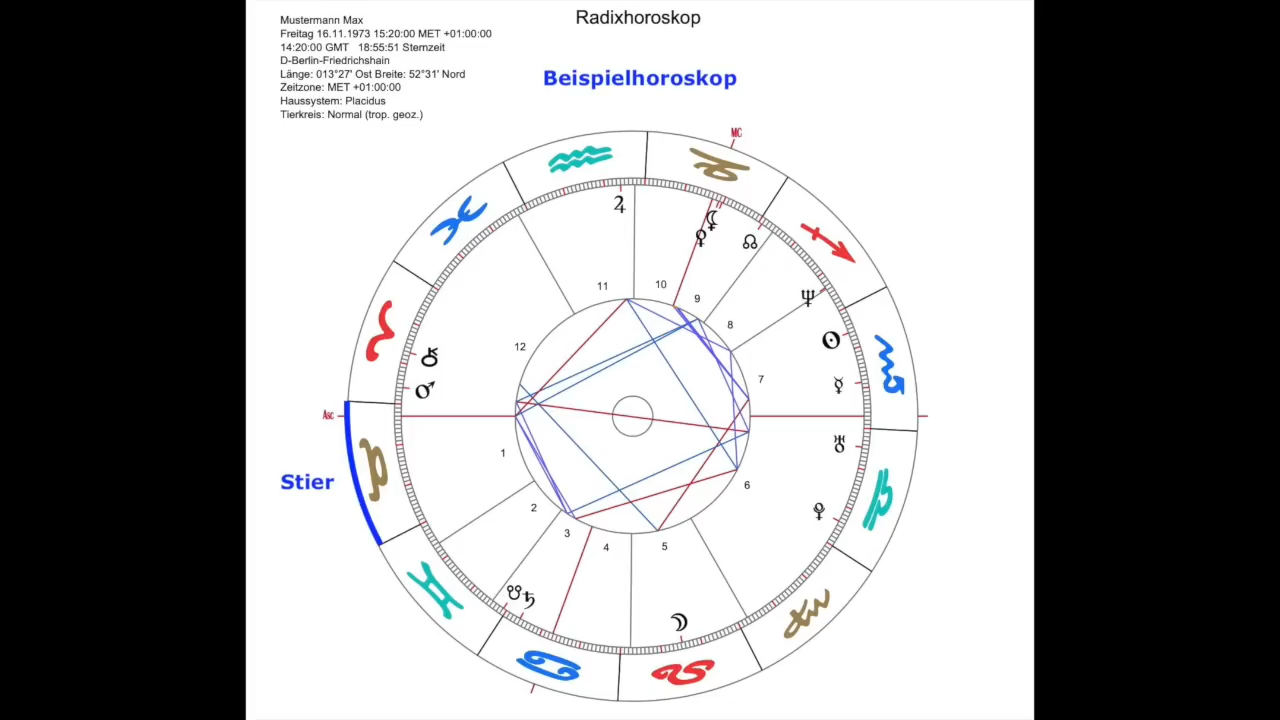 Radixhoroskop
Mustermann Max
Freitag 16.11.1973 15:20:00 MET +01:00:00
14:20:00 GMT   18:55:51 Sternzeit
D-Berlin-Friedrichshain
Länge: 013°27' Ost Breite: 52°31' Nord
Zeitzone: MET +01:00:00
Haussystem: Placidus
Tierkreis: Normal (trop. geoz.)
Beispielhoroskop
MC
11
10
9
8
12
7
Asc
1
Stier
6
2
3
4
5